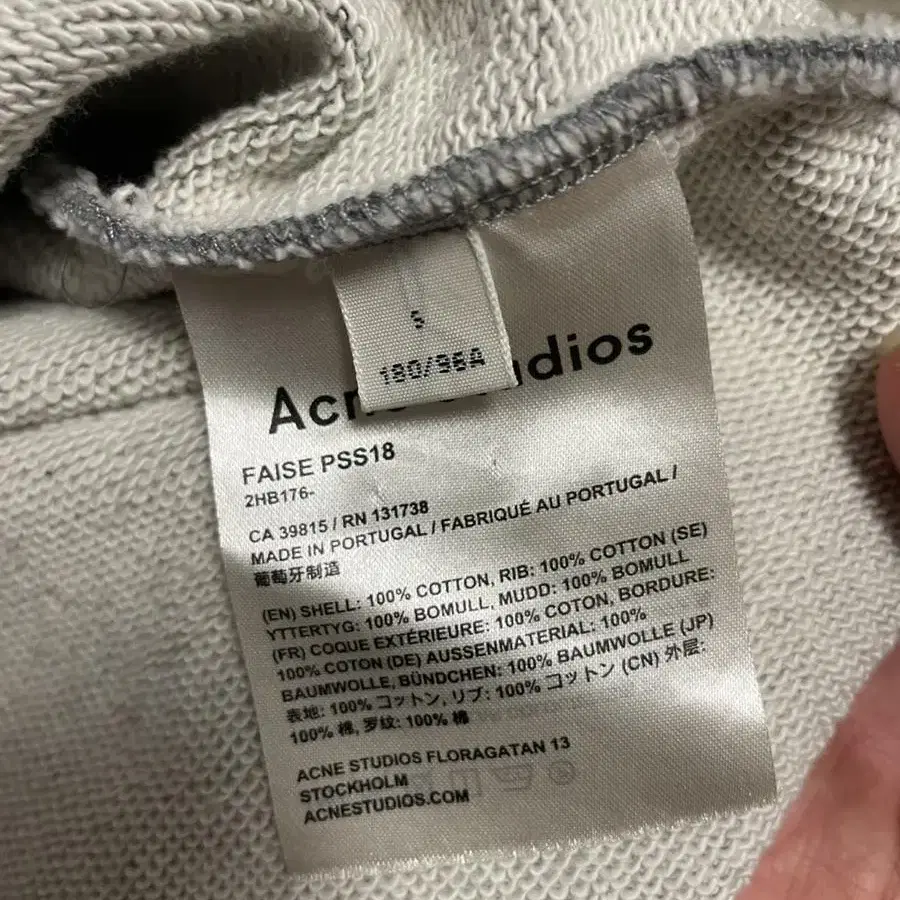 S
180/96A
Acne Studios
FAISE PSS18
2HB176-
CA 39815 / RN 131738
MADE IN PORTUGAL / FABRIQUÉ AU PORTUGAL /
葡萄牙制造
(EN) SHELL: 100% COTTON, RIB: 100% COTTON (SE)
YTTERTYG: 100% BOMULL, MUDD: 100% BOMULL
(FR) COQUE EXTÉRIEURE: 100% COTON, BORDURE:
100% COTON (DE) AUSSENMATERIAL: 100%
BAUMWOLLE, BÜNDCHEN: 100% BAUMWOLLE (JP)
表地: 100% コットン, リブ: 100% コットン (CN) 外层:
100% 棉, 罗纹: 100% 棉
ACNE STUDIOS FLORAGATAN 13
STOCKHOLM
ACNESTUDIOS.COM